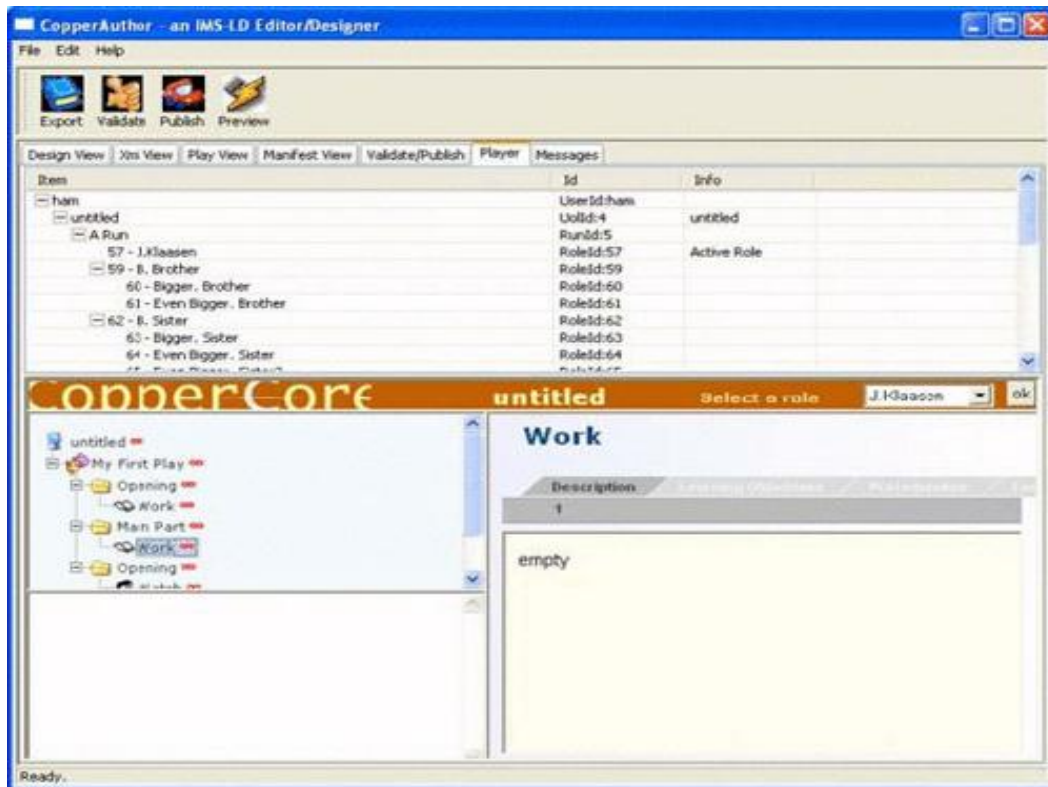 CopperAuthor - an IMS-LD Editor/Designer
File Edit Help
Export Validate Publish Preview
Design View Xml View Play View Manifest View Validate/Publish Player Messages
Item Id Info
ham UserId:ham
untitled UolId:4 untitled
A Run RunId:5
57 - J.Klaasen RoleId:57 Active Role
59 - B. Brother RoleId:59
60 - Bigger. Brother RoleId:60
61 - Even Bigger. Brother RoleId:61
62 - B. Sister RoleId:62
63 - Bigger. Sister RoleId:63
64 - Even Bigger. Sister RoleId:64
CopperCore untitled Select a role J.Klaasen ok
untitled
My First Play
Opening
Work
Main Part
Work
Opening
Work
Description
1
empty
Ready.